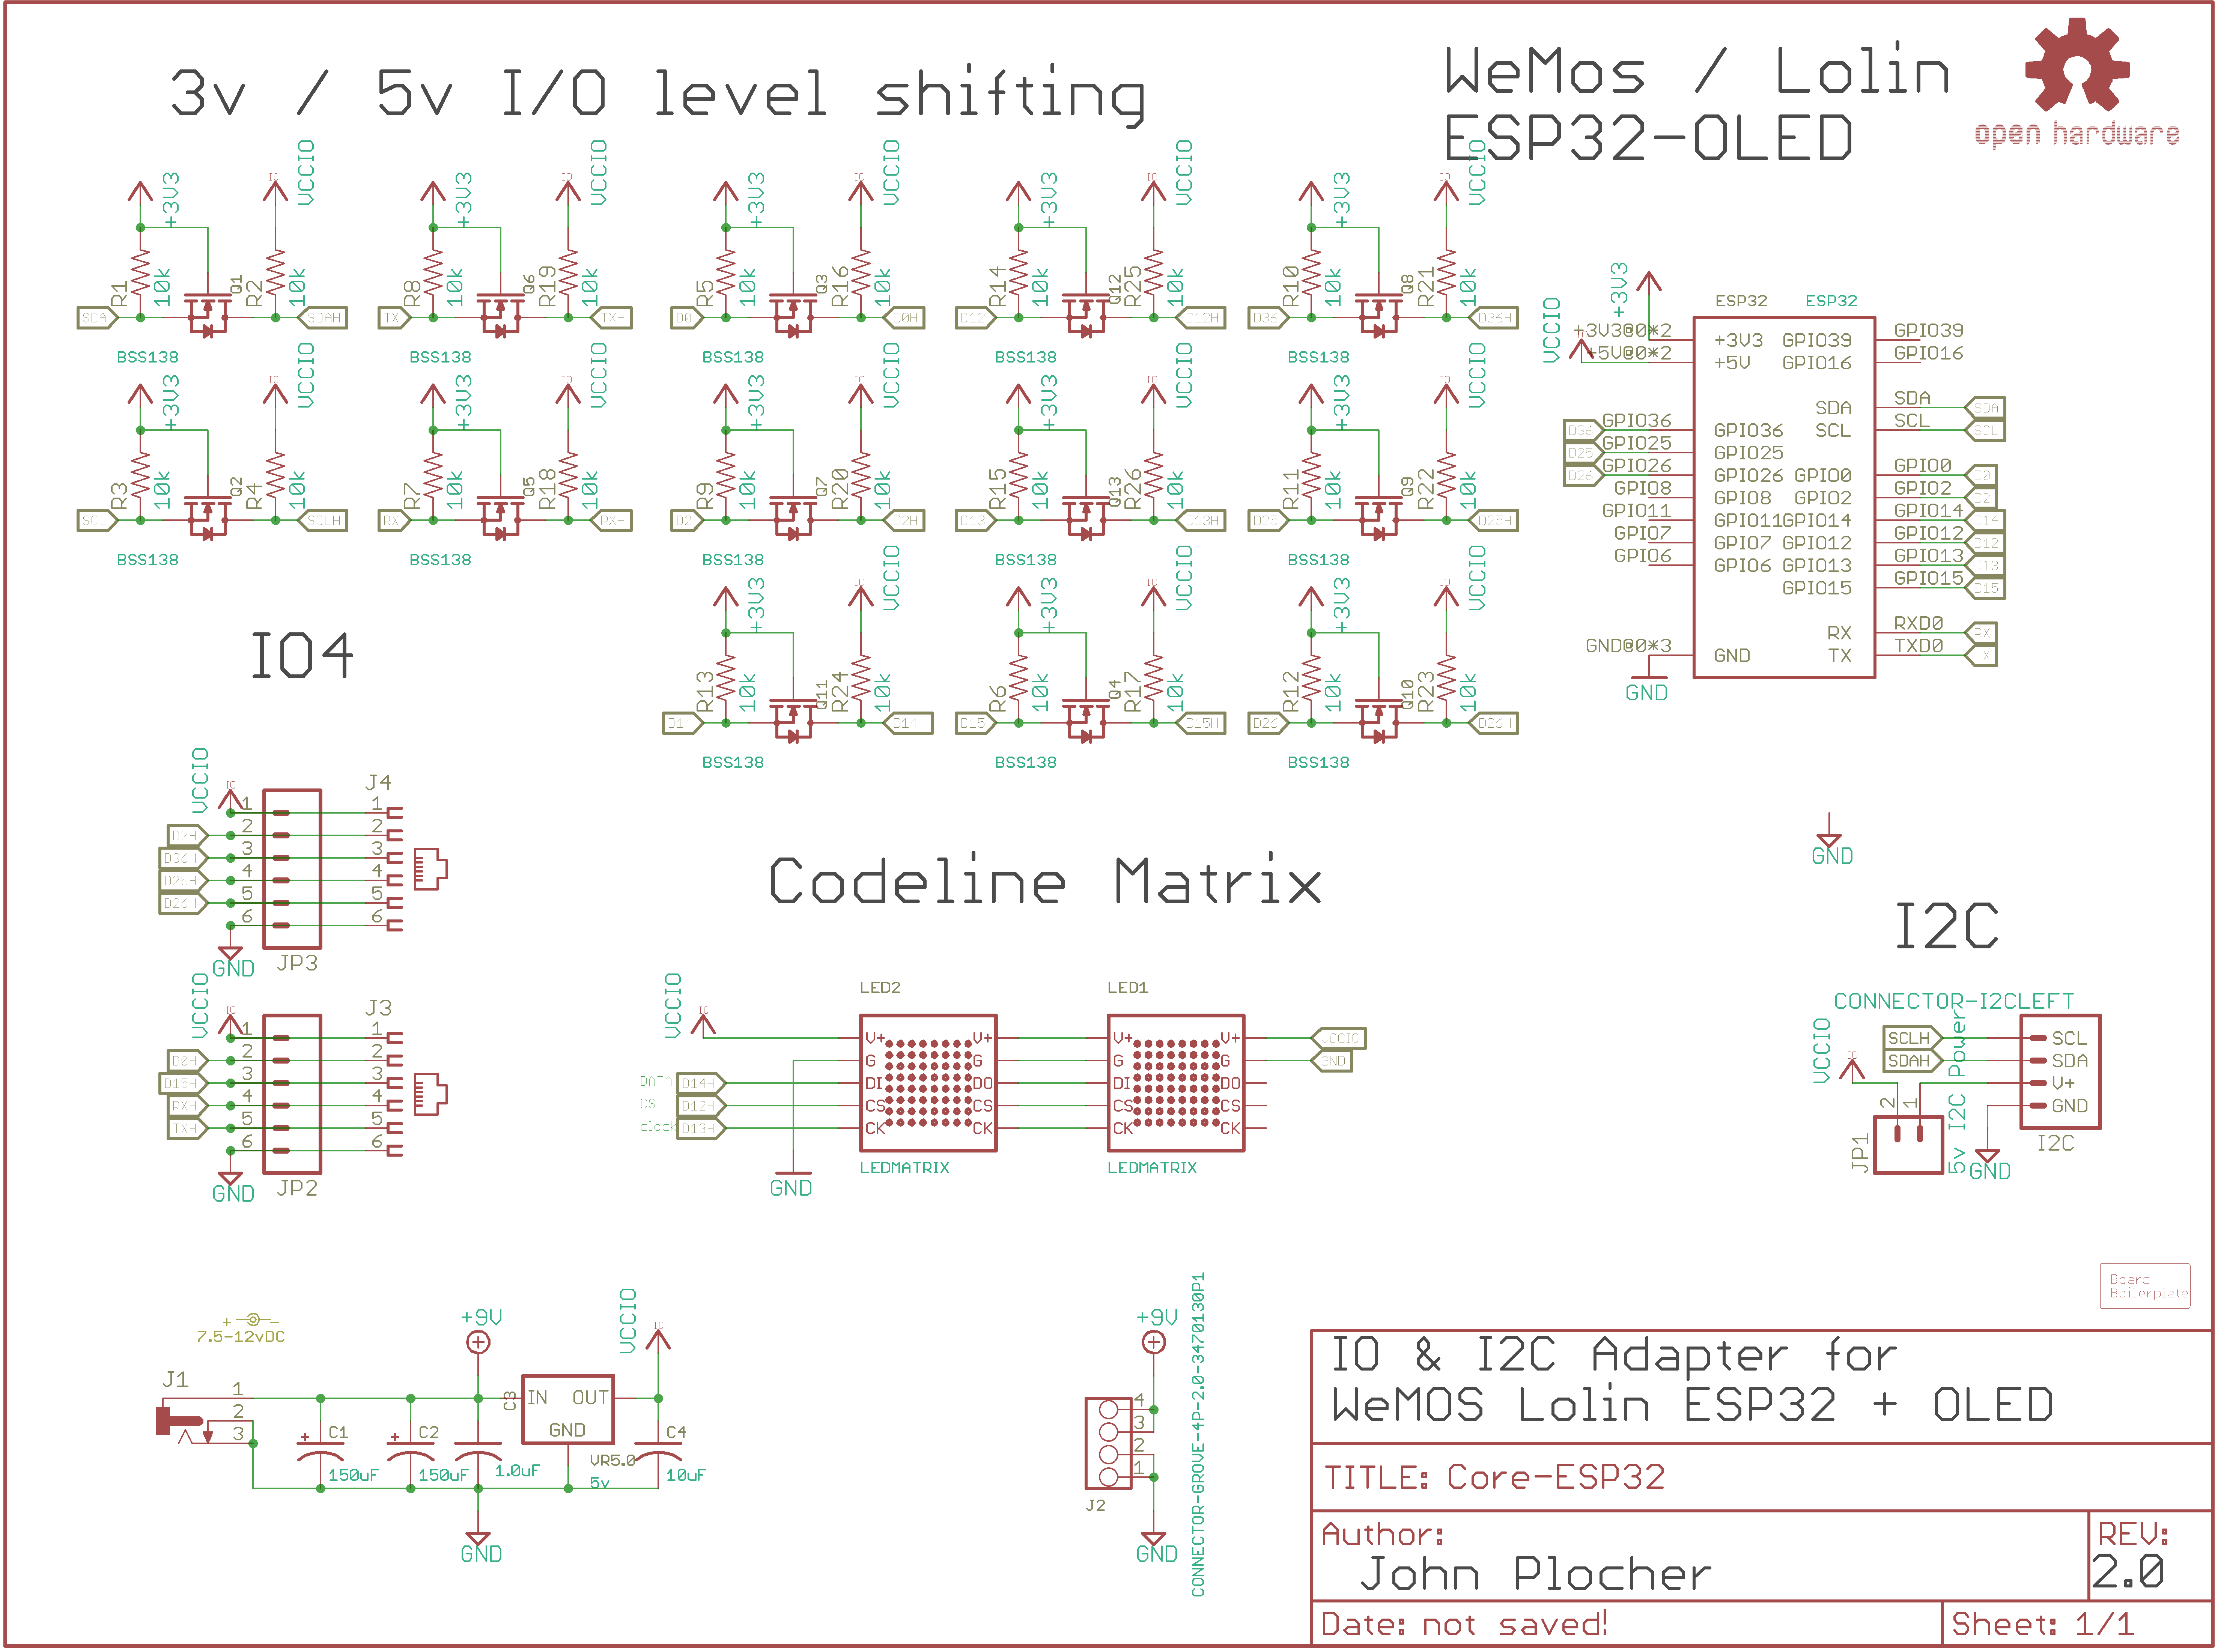 3v / 5v I/O level shifting
WeMos / Lolin
ESP32-OLED
open hardware
+3V3 IO VCCIO +3V3 IO VCCIO +3V3 IO VCCIO +3V3 IO VCCIO +3V3 IO VCCIO
R1 10k Q1 R2 10k R8 10k Q6 R19 10k R5 10k Q3 R16 10k R14 10k Q12 R25 10k R10 10k Q8 R21 10k
SDA SDAH TX TXH D0 D0H D12 D12H D36 D36H
BSS138 BSS138 BSS138 BSS138 BSS138
+3V3 IO VCCIO +3V3 IO VCCIO +3V3 IO VCCIO +3V3 IO VCCIO +3V3 IO VCCIO
R3 10k Q2 R4 10k R7 10k Q5 R18 10k R9 10k Q7 R20 10k R15 10k Q13 R26 10k R11 10k Q9 R22 10k
SCL SCLH RX RXH D2 D2H D13 D13H D25 D25H
BSS138 BSS138 BSS138 BSS138 BSS138
+3V3 IO VCCIO +3V3 IO VCCIO +3V3 IO VCCIO
R13 10k Q11 R24 10k R6 10k Q4 R17 10k R12 10k Q10 R23 10k
D14 D14H D15 D15H D26 D26H
BSS138 BSS138 BSS138
+3V3
VCCIO
ESP32 ESP32
+3V3@0*2 +3V3 GPIO39 GPIO39
+5V@0*2 +5V GPIO16 GPIO16
SDA SDA SDA
D36 GPIO36 GPIO36 SCL SCL SCL
D25 GPIO25 GPIO25
D26 GPIO26 GPIO26 GPIO0 GPIO0 D0
GPIO8 GPIO8 GPIO2 GPIO2 D2
GPIO11 GPIO11 GPIO14 GPIO14 D14
GPIO7 GPIO7 GPIO12 GPIO12 D12
GPIO6 GPIO6 GPIO13 GPIO13 D13
GPIO15 GPIO15 D15
RX RXD0 RX
GND@0*3 GND TX TXD0 TX
GND
IO4
VCCIO IO J4
1 1
D2H 2 2
D36H 3 3
D25H 4 4
D26H 5 5
6 6
GND JP3
VCCIO IO J3
1 1
D0H 2 2
D15H 3 3
RXH 4 4
TXH 5 5
6 6
GND JP2
Codeline Matrix
VCCIO IO LED2 LED1
V+ V+ V+ V+ VCCIO
G G G G GND
DATA D14H DI DO DI DO
CS D12H CS CS CS CS
clock D13H CK CK CK CK
GND LEDMATRIX LEDMATRIX
GND
I2C
CONNECTOR-I2CLEFT
VCCIO IO
SCLH SCL
SDAH SDA
V+
2 1 GND
JP1 5v I2C Power GND I2C
Board
Boilerplate
+ -
7.5-12vDC
+9V
VCCIO IO
J1 1 2 3
C3 IN OUT
GND
+ C1 + C2 C4
150uF 150uF 1.0uF VR5.0 10uF
5v
GND
+9V
4
3
2
1
J2
GND
CONNECTOR-GROVE-4P-2.0-3470130P1
IO & I2C Adapter for
WeMOS Lolin ESP32 + OLED
TITLE: Core-ESP32
Author:
John Plocher
REV:
2.0
Date: not saved!
Sheet: 1/1